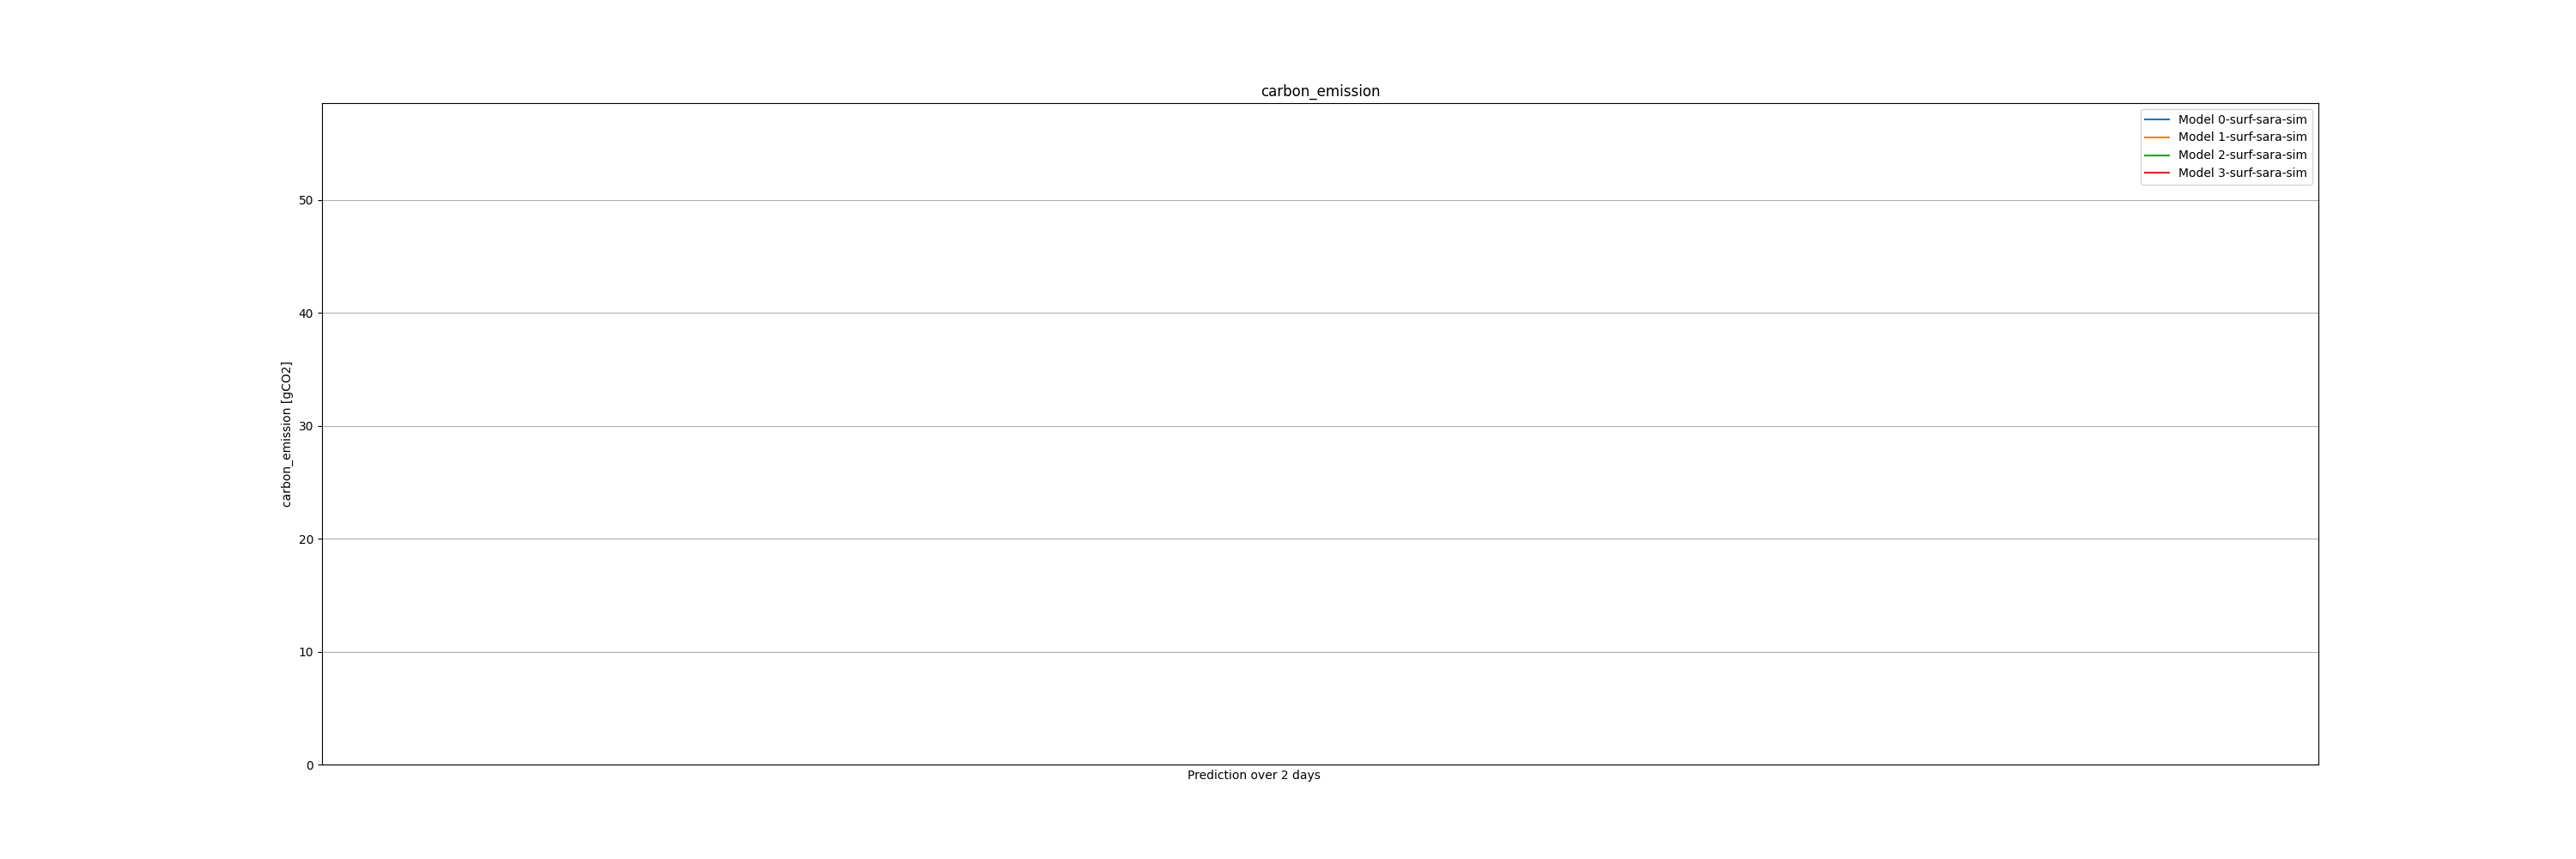 carbon_emission
Model 0-surf-sara-sim
Model 1-surf-sara-sim
Model 2-surf-sara-sim
Model 3-surf-sara-sim
50
40
30
20
10
0
carbon_emission [gCO2]
Prediction over 2 days